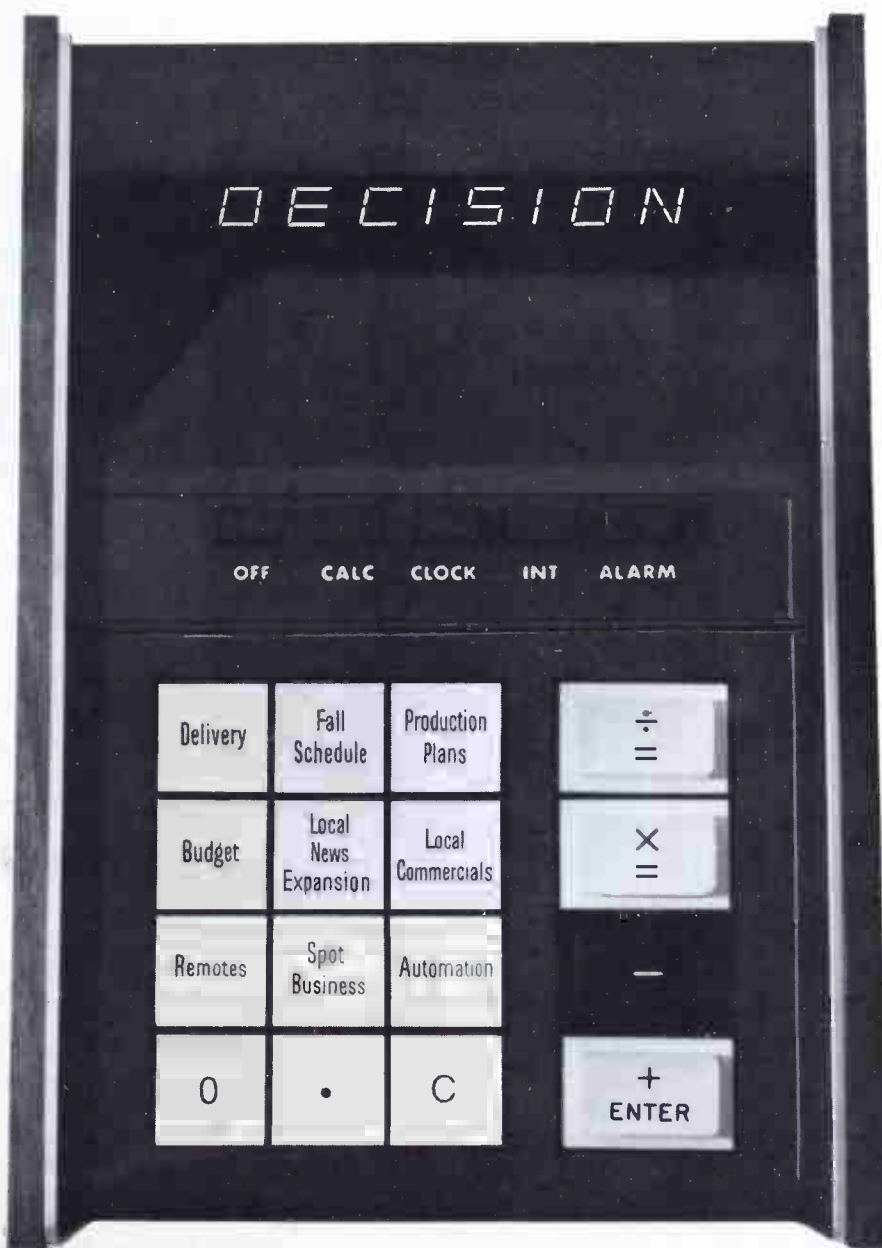 DECISION
OFF CALC CLOCK INT ALARM
Delivery
Fall
Schedule
Production
Plans
÷
=
Budget
Local
News
Expansion
Local
Commercials
×
=
Remotes
Spot
Business
Automation
—
0
•
C
+
ENTER